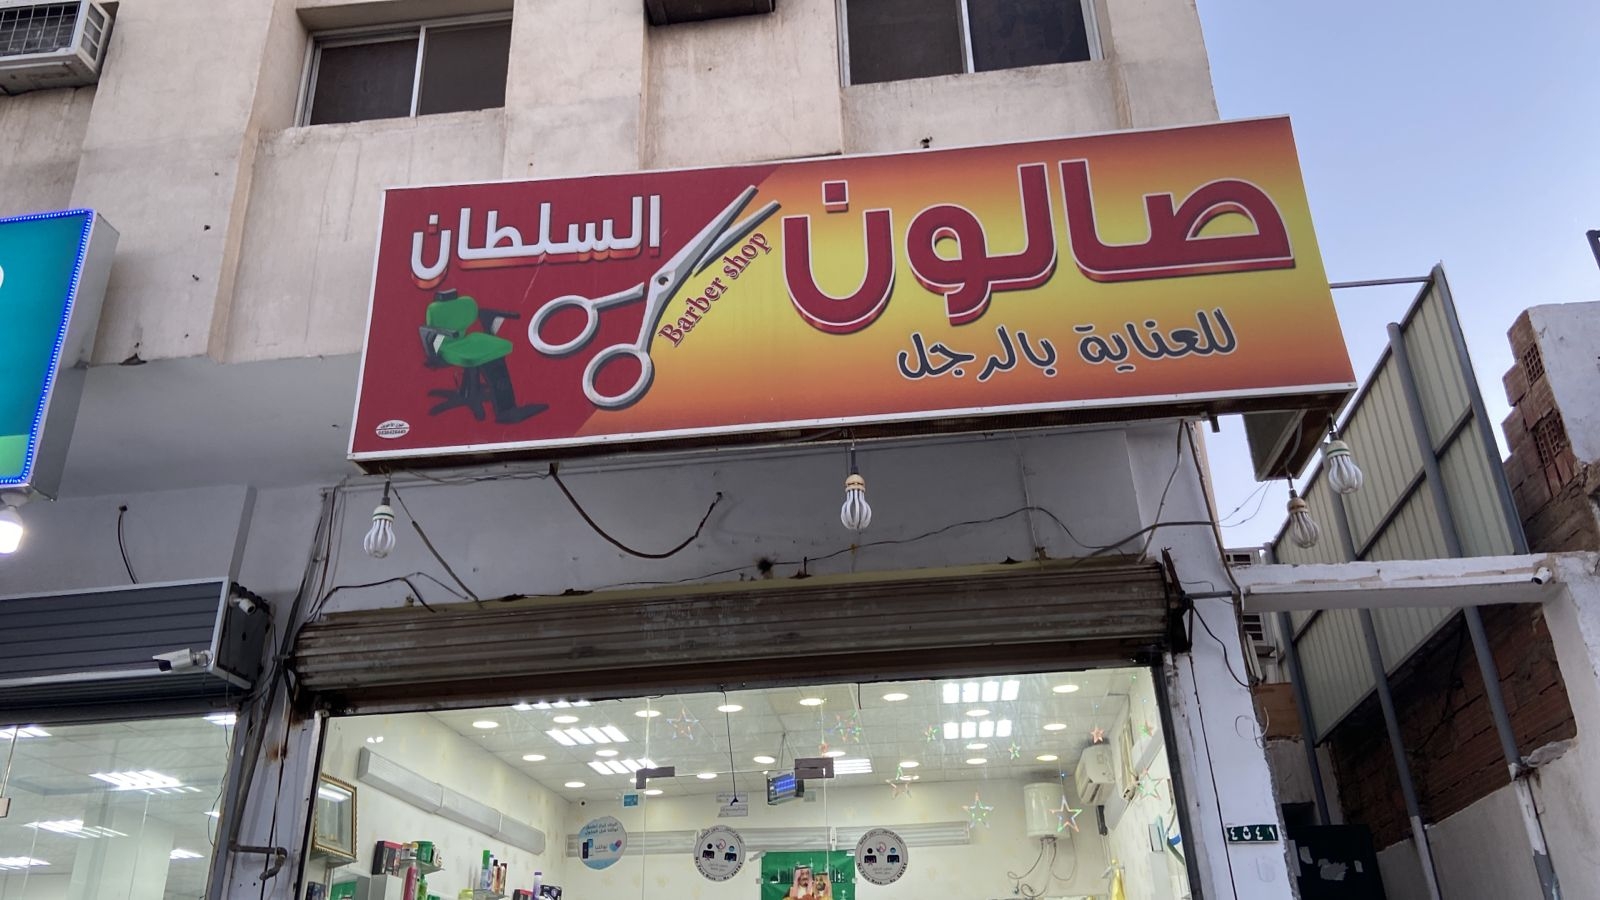 صالون
السلطان
Barber shop
للعناية بالرجل
٤٥٤١